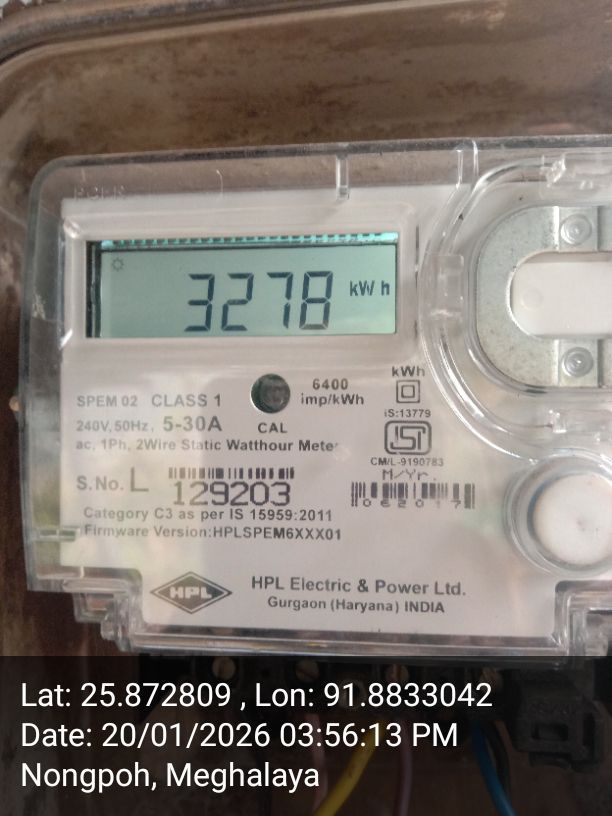 3278 kWh
kWh
6400
imp/kWh
SPEM 02 CLASS 1
240V, 50Hz, 5-30A
CAL
ac, 1Ph, 2Wire Static Watthour Meter
iS:13779
ISI
CM/L-9190783
M/Yr.
S.No. L 129203
062017
Category C3 as per IS 15959:2011
Firmware Version:HPLSPEM6XXX01
HPL
HPL Electric & Power Ltd.
Gurgaon (Haryana) INDIA
Lat: 25.872809 , Lon: 91.8833042
Date: 20/01/2026 03:56:13 PM
Nongpoh, Meghalaya